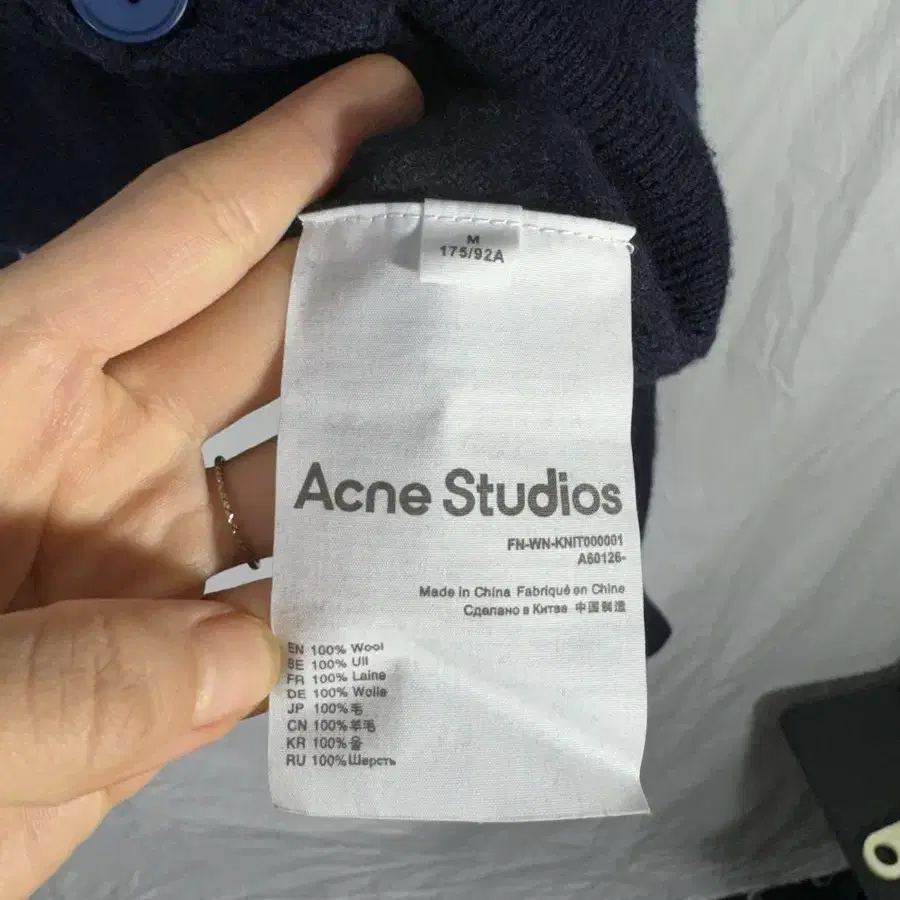 M
175/92A
Acne Studios
FN-WN-KNIT000001
A60126-
Made in China Fabriqué en Chine
Сделано в Китае 中国制造
EN 100% Wool
SE 100% Ull
FR 100% Laine
DE 100% Wolle
JP 100%毛
CN 100%羊毛
KR 100%울
RU 100%Шерсть